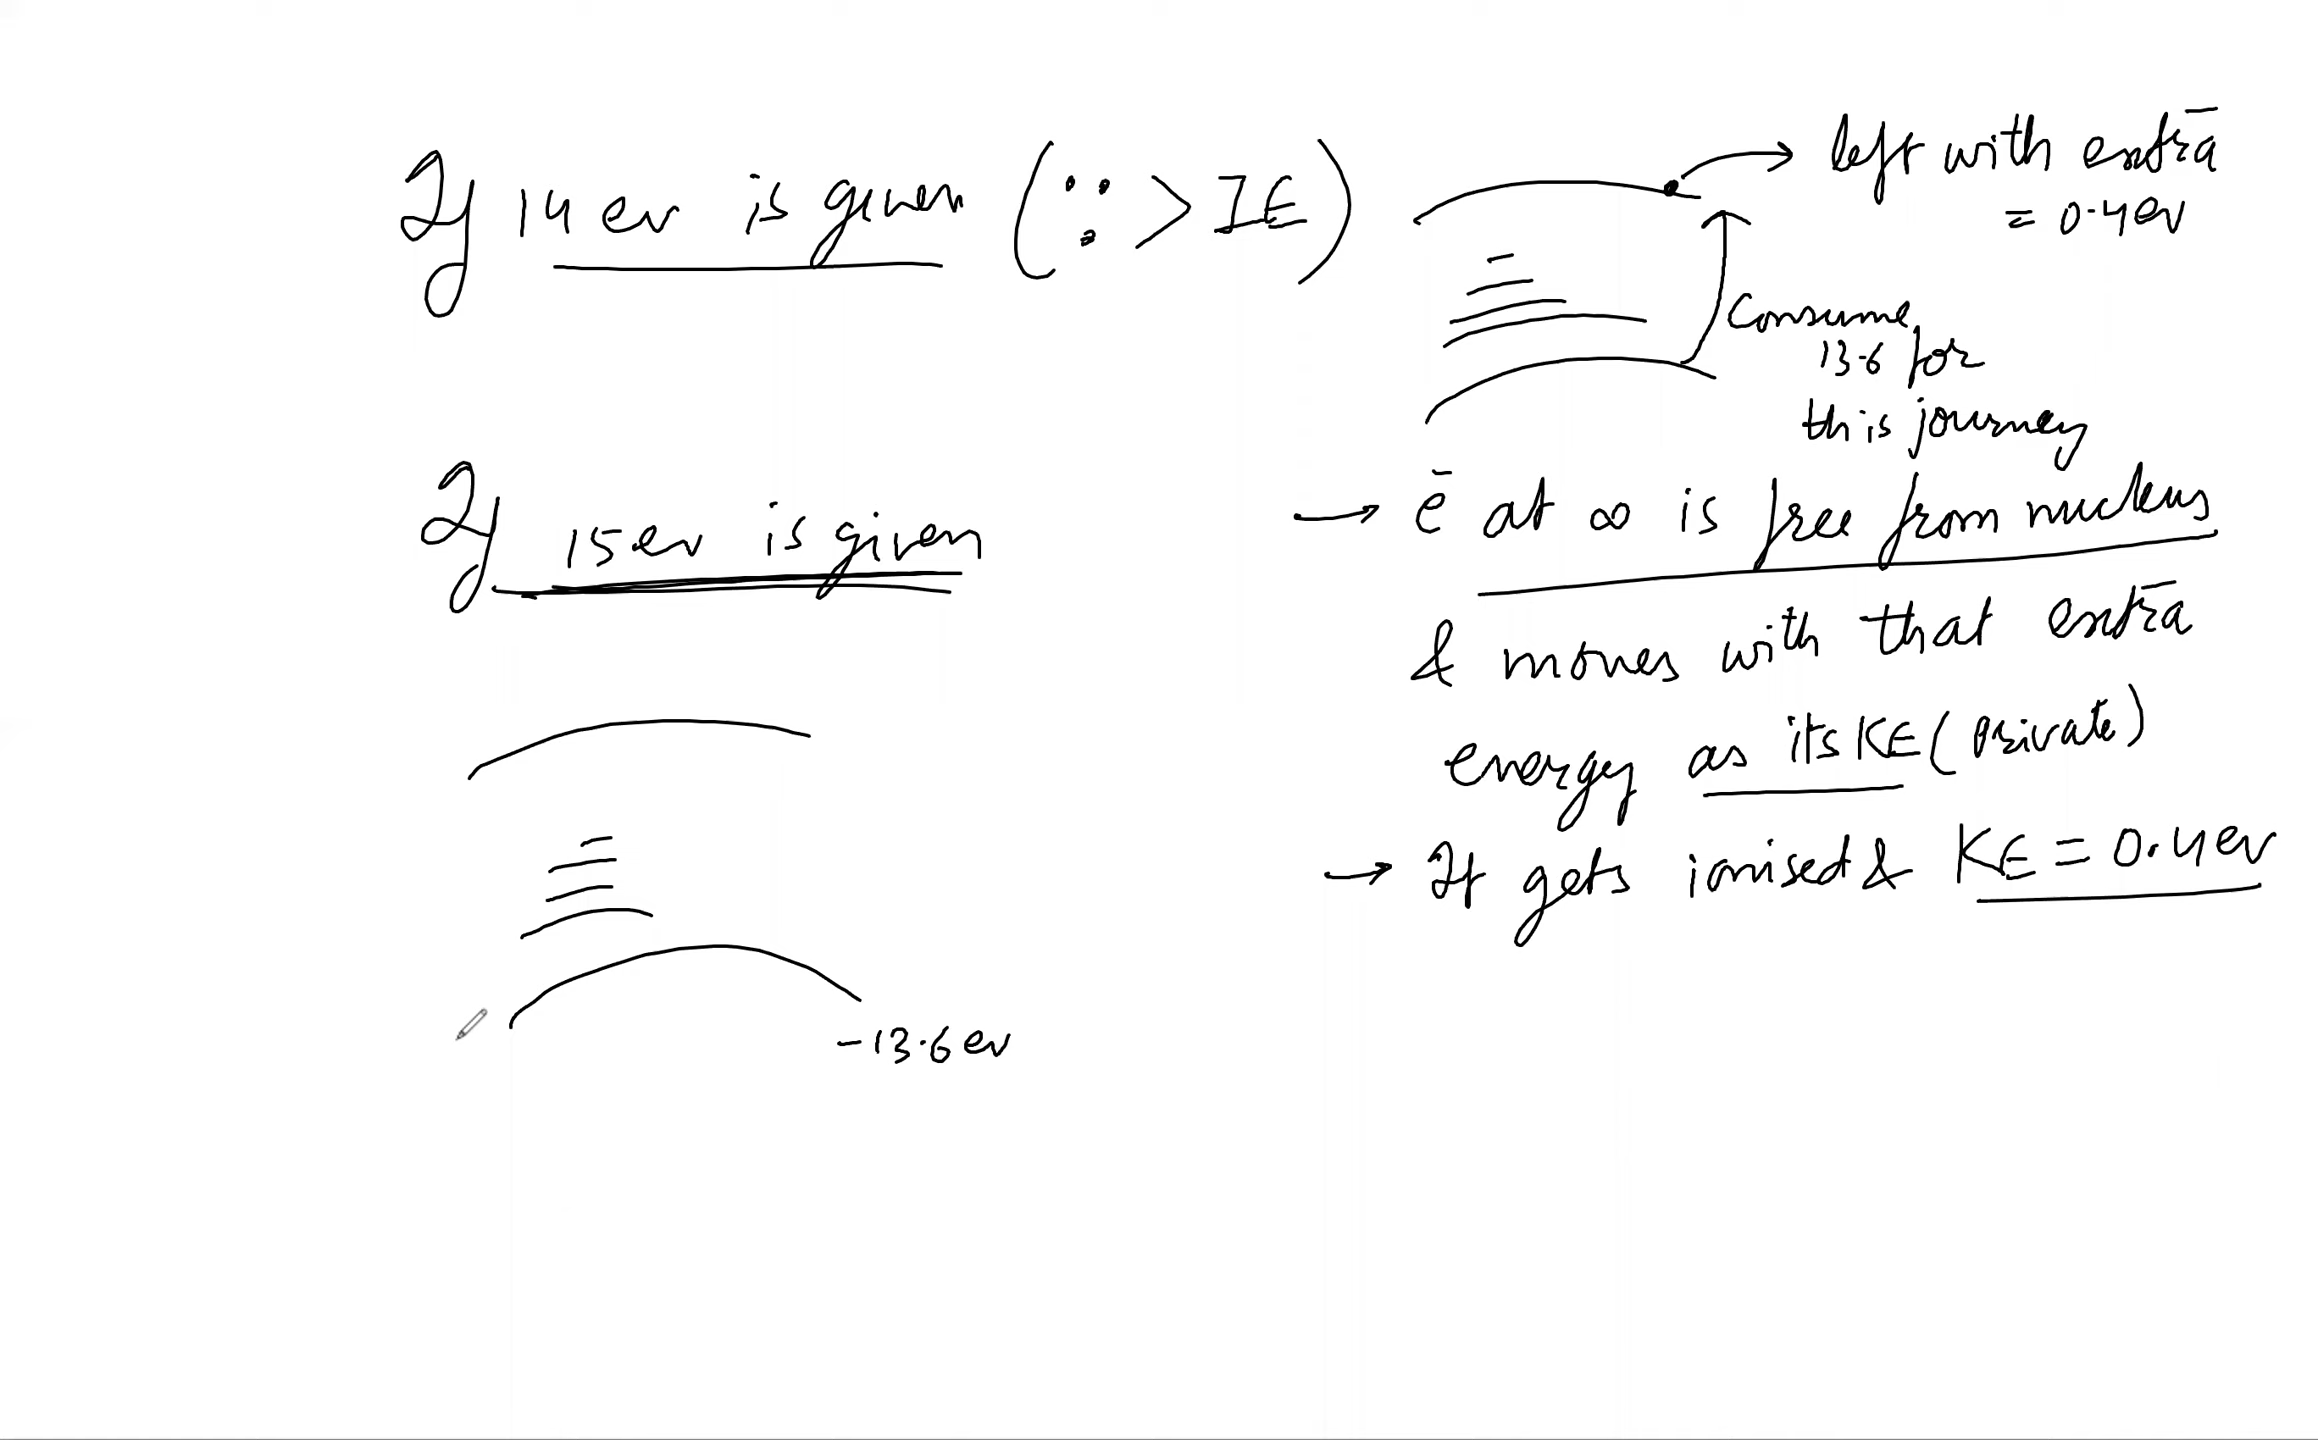 If 14 ev is given (∵ > IE)
left with extra
= 0.4ev
Consume
13.6 for
this journey
→ ē at ∞ is free from nucleus
& moves with that extra
energy as its KE (Private)
→ It gets ionised & KE = 0.4ev
If 15ev is given
-13.6 ev